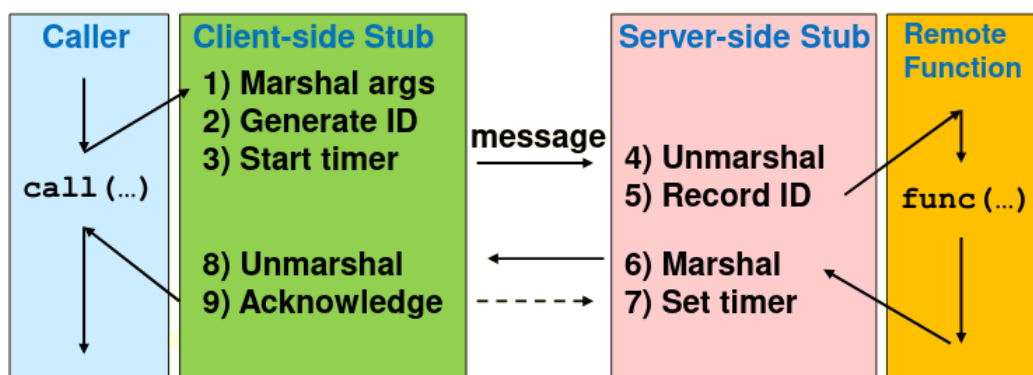 Caller
Client-side Stub
Server-side Stub
Remote
Function
1) Marshal args
2) Generate ID
3) Start timer
message
4) Unmarshal
5) Record ID
call(…)
func(…)
8) Unmarshal
9) Acknowledge
6) Marshal
7) Set timer